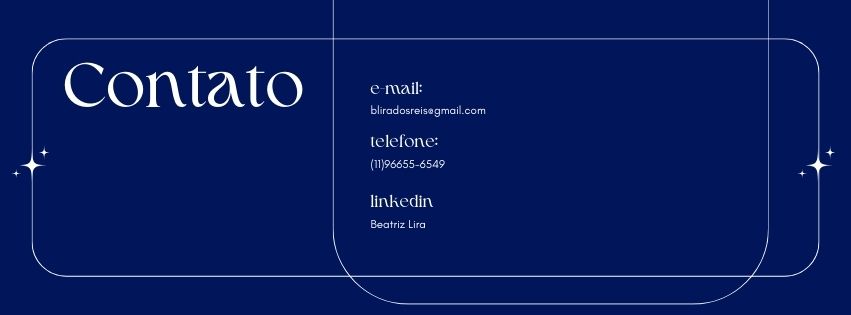 Contato
e-mail:
bliradosreis@gmail.com
telefone:
(11)96655-6549
linkedin
Beatriz Lira